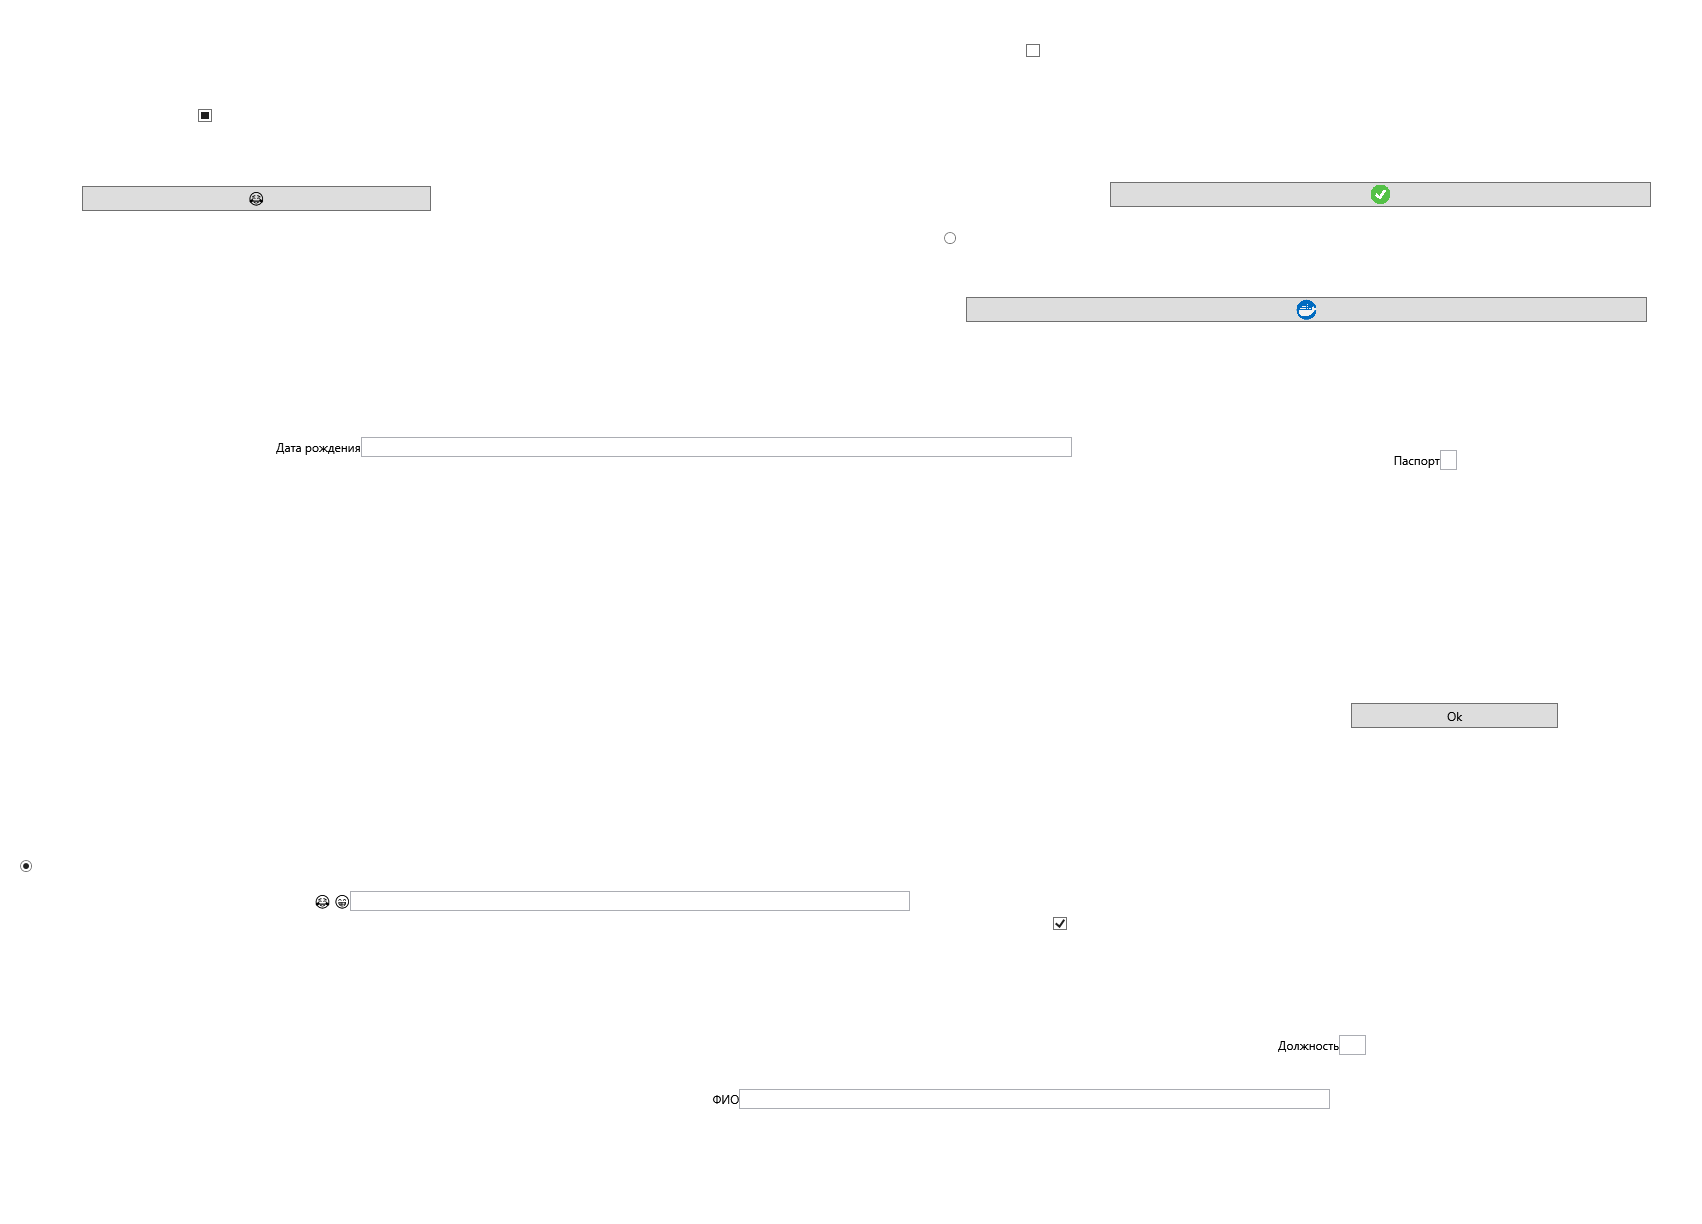 Дата рождения
Паспорт
Ok
😂 😁
Должность
ФИО